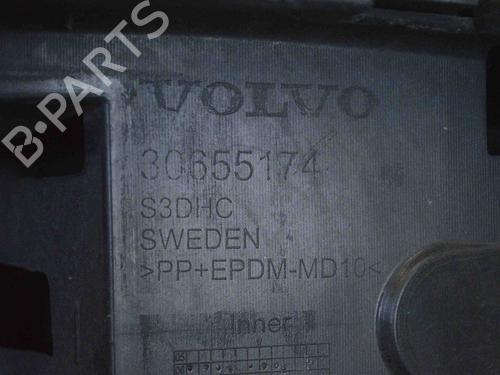 B-PARTS
VOLVO
30655174
S3DHC
SWEDEN
>PP+EPDM-MD10<
Inner